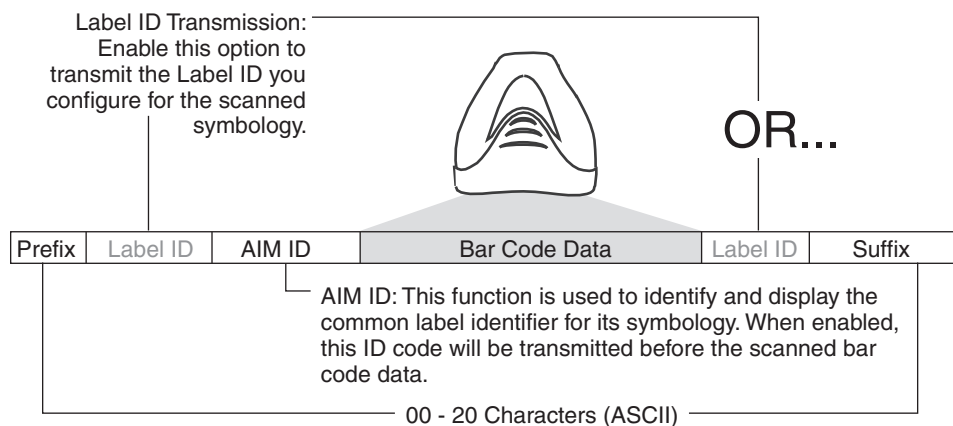 Label ID Transmission:
Enable this option to
transmit the Label ID you
configure for the scanned
symbology.
OR...
Prefix Label ID AIM ID Bar Code Data Label ID Suffix
AIM ID: This function is used to identify and display the
common label identifier for its symbology. When enabled,
this ID code will be transmitted before the scanned bar
code data.
00 - 20 Characters (ASCII)